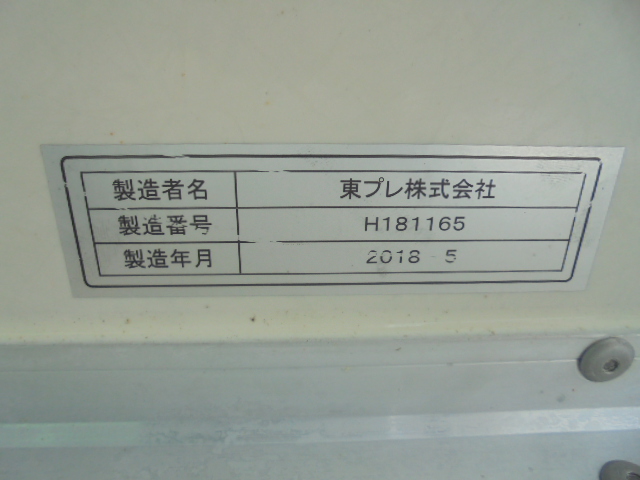 製造者名 東プレ株式会社
製造番号 H181165
製造年月 2018 - 5